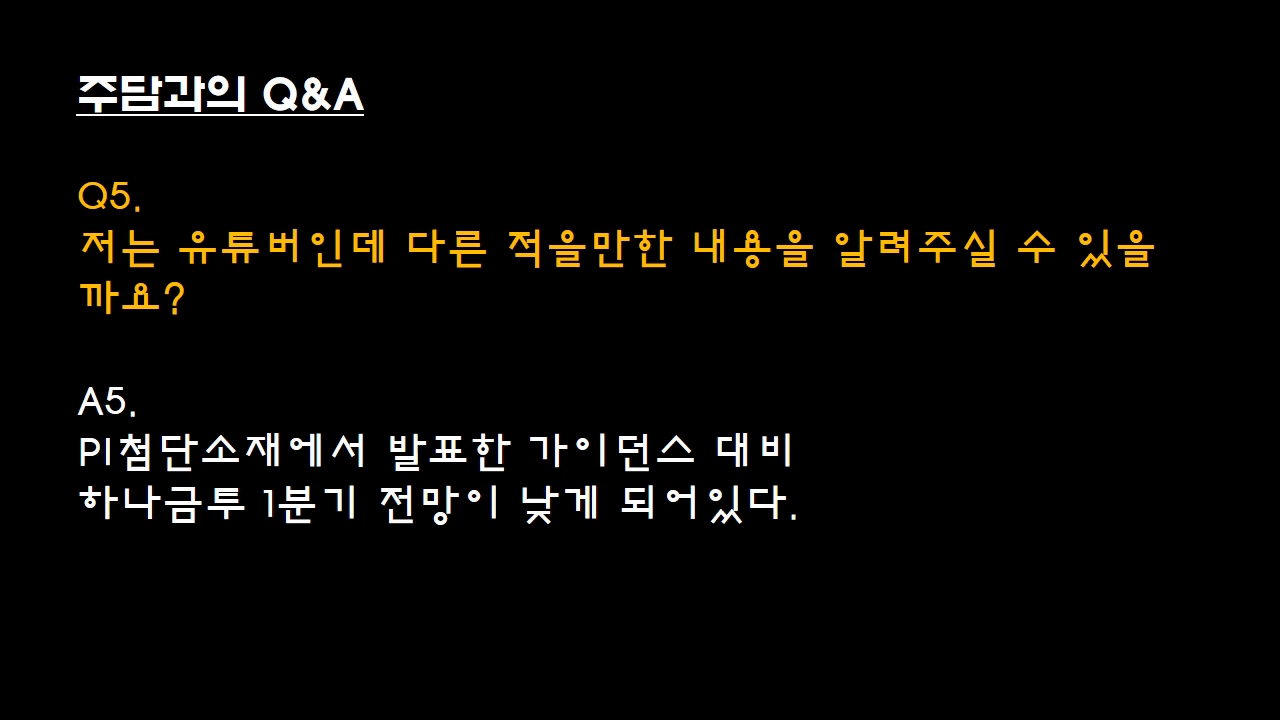 주담과의 Q&A
Q5.
저는 유튜버인데 다른 적을만한 내용을 알려주실 수 있을
까요?
A5.
PI첨단소재에서 발표한 가이던스 대비
하나금투 1분기 전망이 낮게 되어있다.